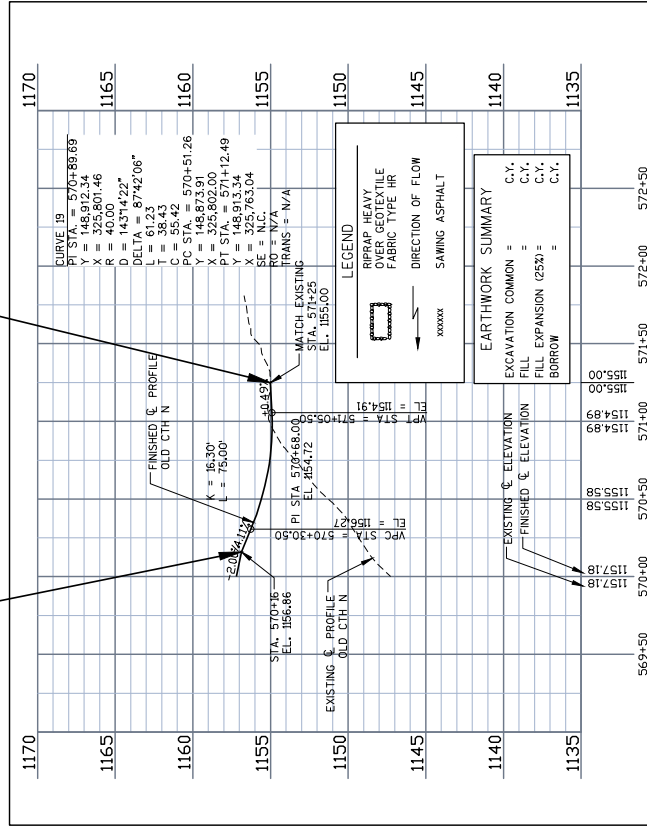 1170
1165
1160
1155
1150
1145
1140
1135
1170
1165
1160
1155
1150
1145
1140
1135
CURVE 19
PI STA. = 570+89.69
Y = 148,912.34
X = 325,801.46
R = 40.00
D = 143°14'22"
DELTA = 87°42'06"
L = 61.23
T = 38.43
C = 55.42
PC STA. = 570+51.26
Y = 148,873.91
X = 325,802.00
PT STA. = 571+12.49
Y = 148,913.34
X = 325,763.04
SE = N.C.
RO = N/A
TRANS = N/A
FINISHED ℄ PROFILE
OLD CTH N
K = 16.30'
L = 75.00'
-2.00%
-4.11%
+0.49%
MATCH EXISTING
STA. 571+25
EL. 1155.00
STA. 570+16
EL. 1156.86
PI STA 570+68.00
EL 1154.72
VPC STA = 570+30.50
EL = 1156.27
VPT STA = 571+05.50
EL = 1154.91
EXISTING ℄ PROFILE
OLD CTH N
LEGEND
RIPRAP HEAVY
OVER GEOTEXTILE
FABRIC TYPE HR
DIRECTION OF FLOW
xxxxxx SAWING ASPHALT
EARTHWORK SUMMARY
EXCAVATION COMMON = C.Y.
FILL = C.Y.
FILL EXPANSION (25%) = C.Y.
BORROW = C.Y.
EXISTING ℄ ELEVATION
FINISHED ℄ ELEVATION
1157.18
1157.18
1155.58
1155.58
1154.89
1154.89
1155.00
1155.00
569+50
570+00
570+50
571+00
571+50
572+00
572+50